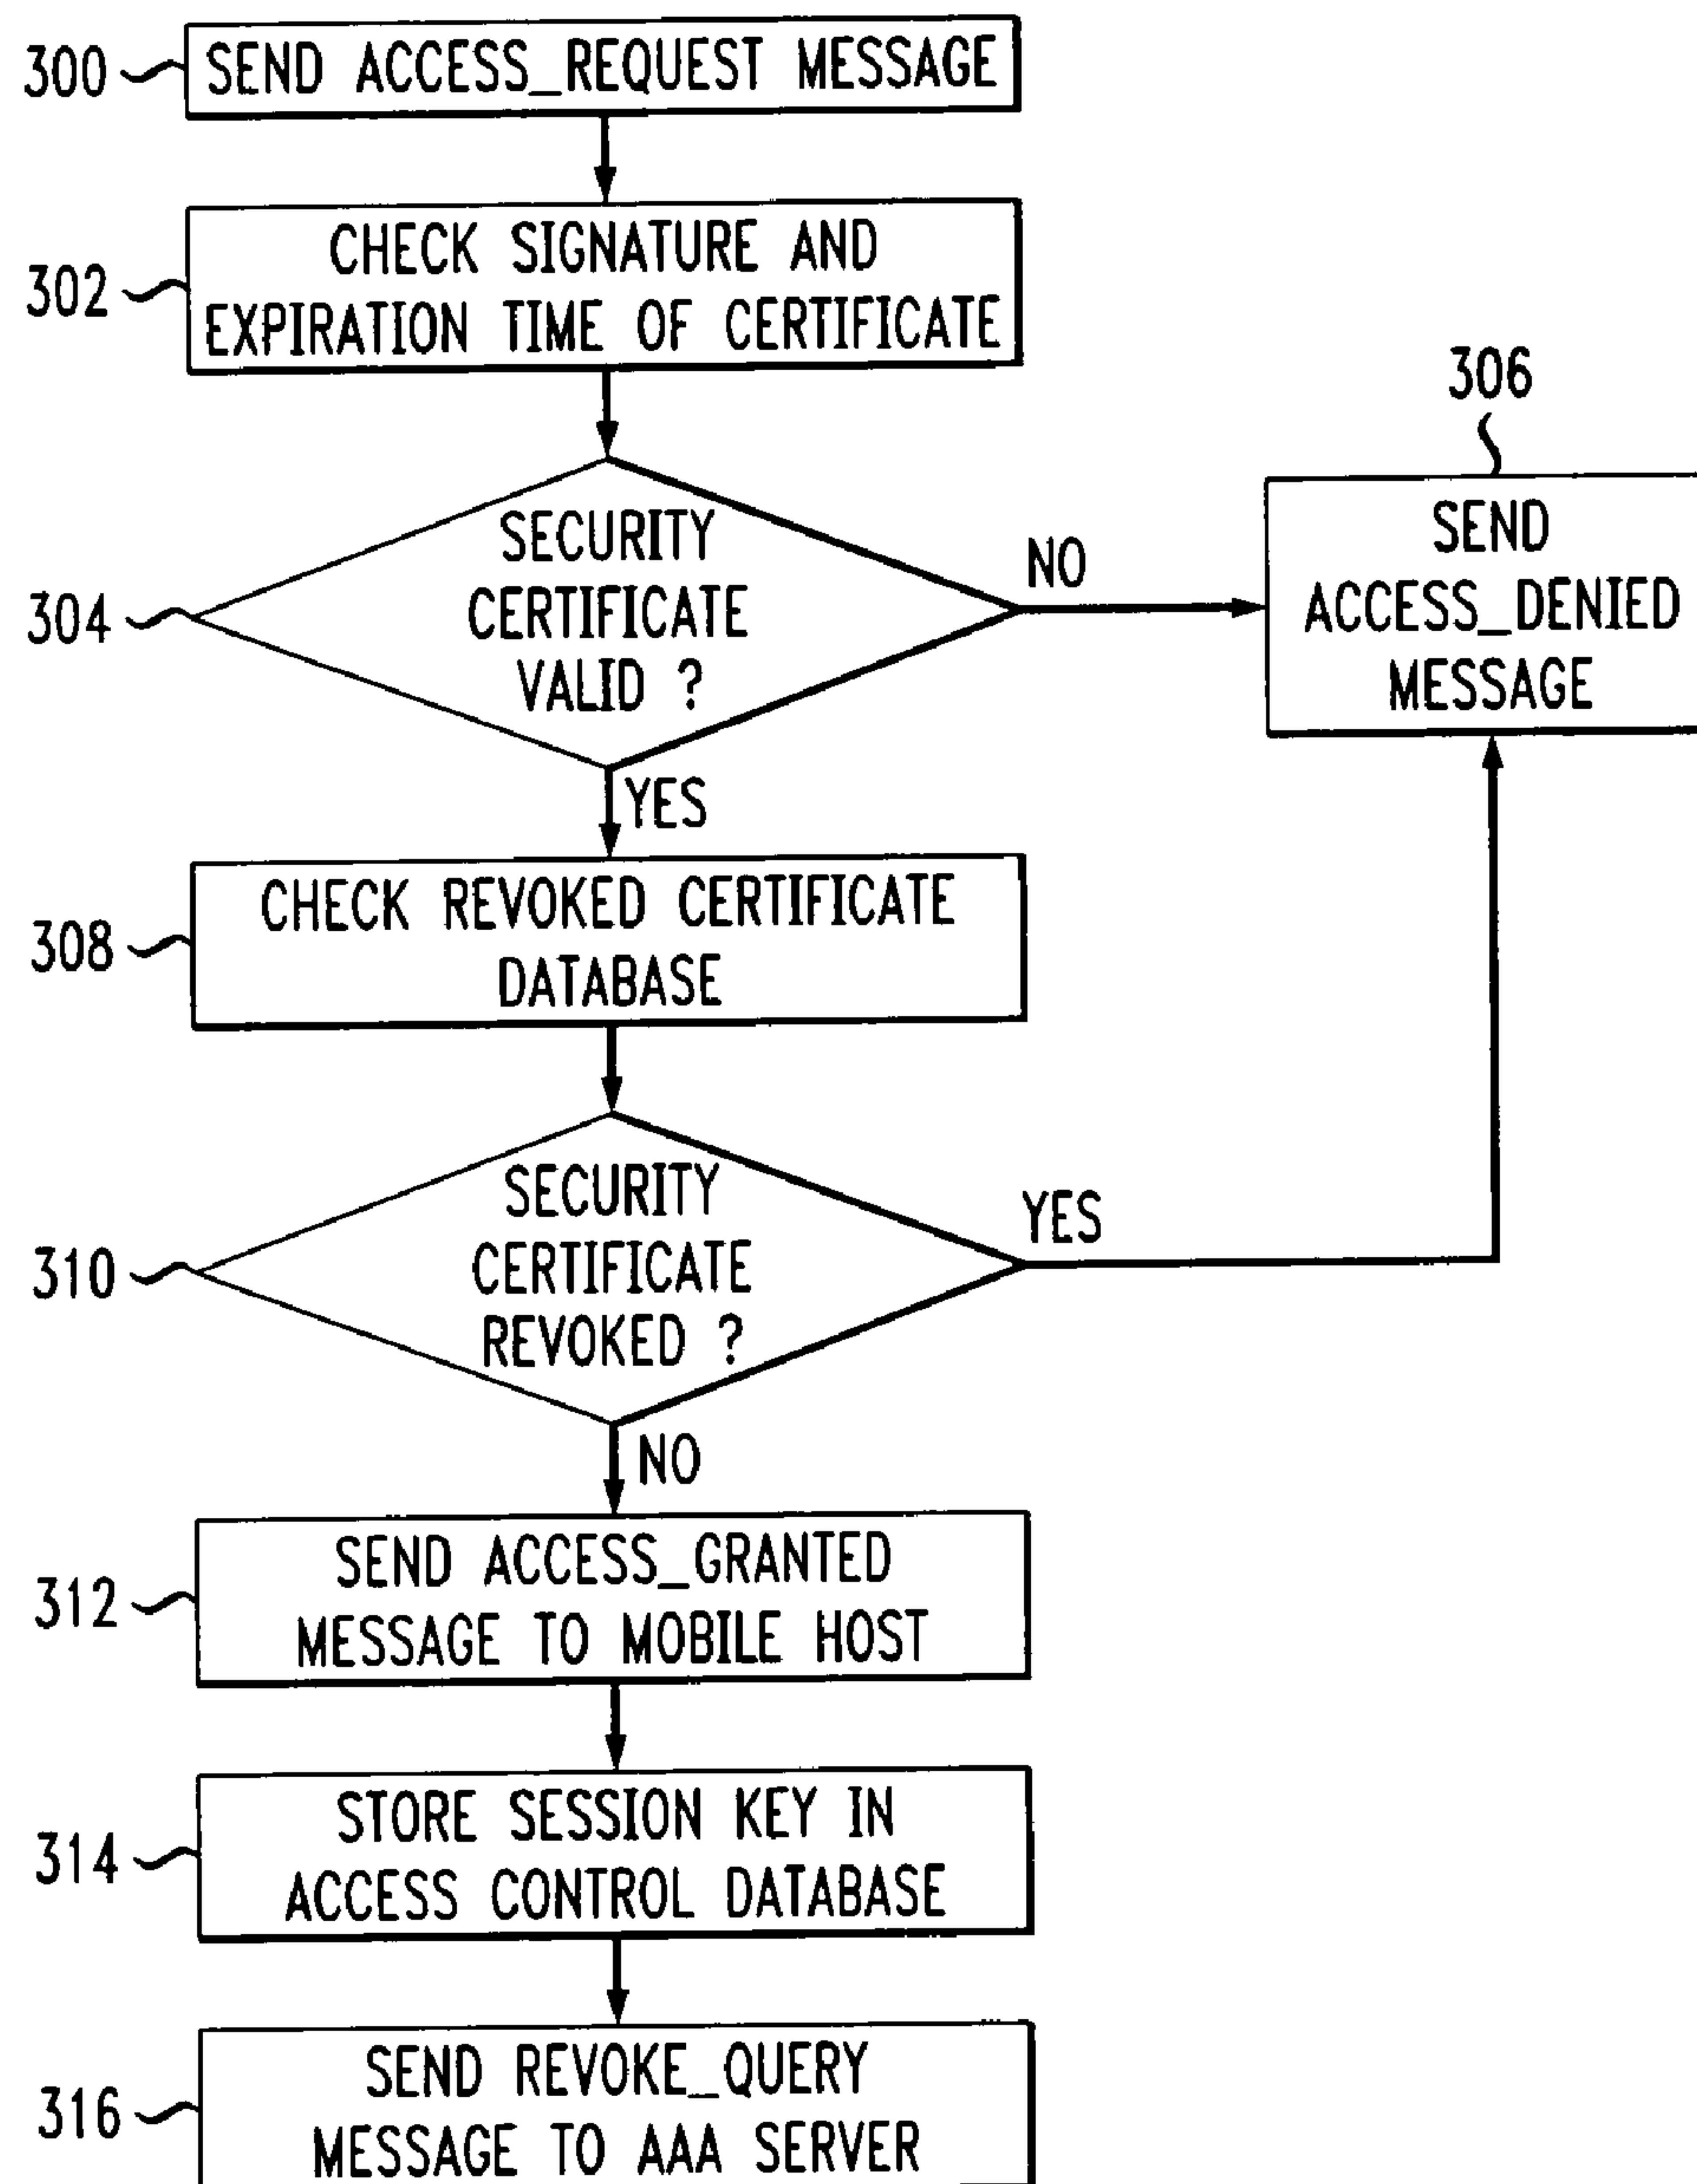 300
SEND ACCESS_REQUEST MESSAGE
302
CHECK SIGNATURE AND
EXPIRATION TIME OF CERTIFICATE
306
SEND
ACCESS_DENIED
MESSAGE
304
SECURITY
CERTIFICATE
VALID ?
NO
YES
308
CHECK REVOKED CERTIFICATE
DATABASE
310
SECURITY
CERTIFICATE
REVOKED ?
YES
NO
312
SEND ACCESS_GRANTED
MESSAGE TO MOBILE HOST
314
STORE SESSION KEY IN
ACCESS CONTROL DATABASE
316
SEND REVOKE_QUERY
MESSAGE TO AAA SERVER